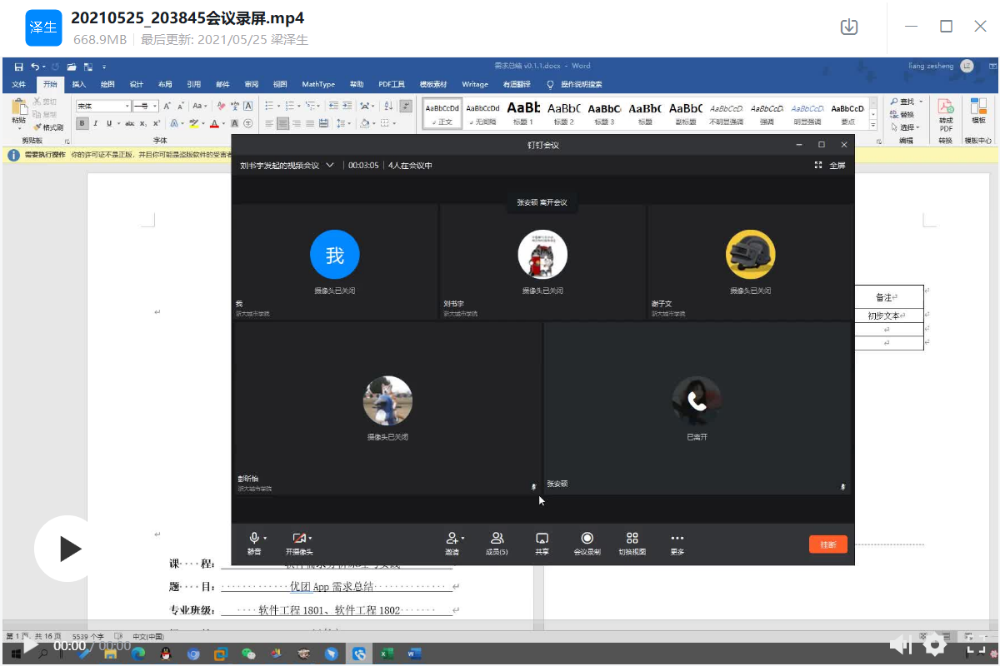 泽生
20210525_203845会议录屏.mp4
668.9MB 最后更新: 2021/05/25 梁泽生
需求总结 v0.1.1.docx - Word
liang zesheng
文件 开始 插入 绘图 设计 布局 引用 邮件 审阅 视图 MathType 帮助 PDF工具 模板素材 Writage 有道翻译 操作说明搜索
粘贴
剪切
复制
格式刷
剪贴板
宋体 一号
字体
AaBbCcDd AaBbCcDd AaBb AaBbC AaBbC AaBb( AaBbC AaBbCcD. AaBbCcD. AaBbCcD. AaBbCcD
正文 无间隔 标题 1 标题 2 标题 3 标题 副标题 不明显强调 强调 明显强调 要点
查找
替换
选择
编辑
转成
PDF
转换
模板
模板中心
需要执行操作 你的许可证不是正版,并且你可能是盗版软件的受害者
钉钉会议
刘书宇发起的视频会议 00:03:05 4人在会议中 全屏
张安硕 离开会议
我
摄像头已关闭 摄像头已关闭 摄像头已关闭
我 刘书宇 谢子文
浙大城市学院 浙大城市学院 浙大城市学院
摄像头已关闭 已离开
彭昕怡
浙大城市学院
张安硕
静音 开摄像头 邀请 成员(5) 共享 会议录制 切换视图 更多 挂断
备注
初步文本
课 程:
题 目: 优团 App 需求总结
专业班级: 软件工程 1801、软件工程 1802
第 1 页, 共 16 页 5539 个字 中文(中国)
00:00 / 00:00